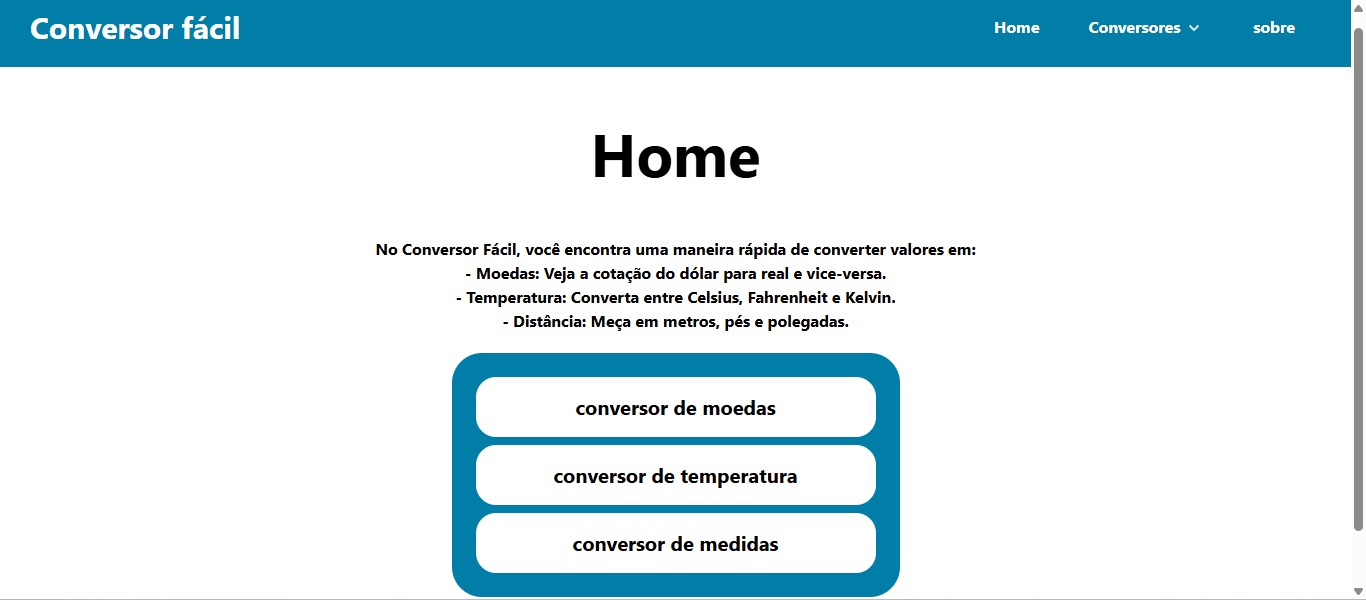 Conversor fácil
Home
Conversores
sobre
Home
No Conversor Fácil, você encontra uma maneira rápida de converter valores em:
- Moedas: Veja a cotação do dólar para real e vice-versa.
- Temperatura: Converta entre Celsius, Fahrenheit e Kelvin.
- Distância: Meça em metros, pés e polegadas.
conversor de moedas
conversor de temperatura
conversor de medidas